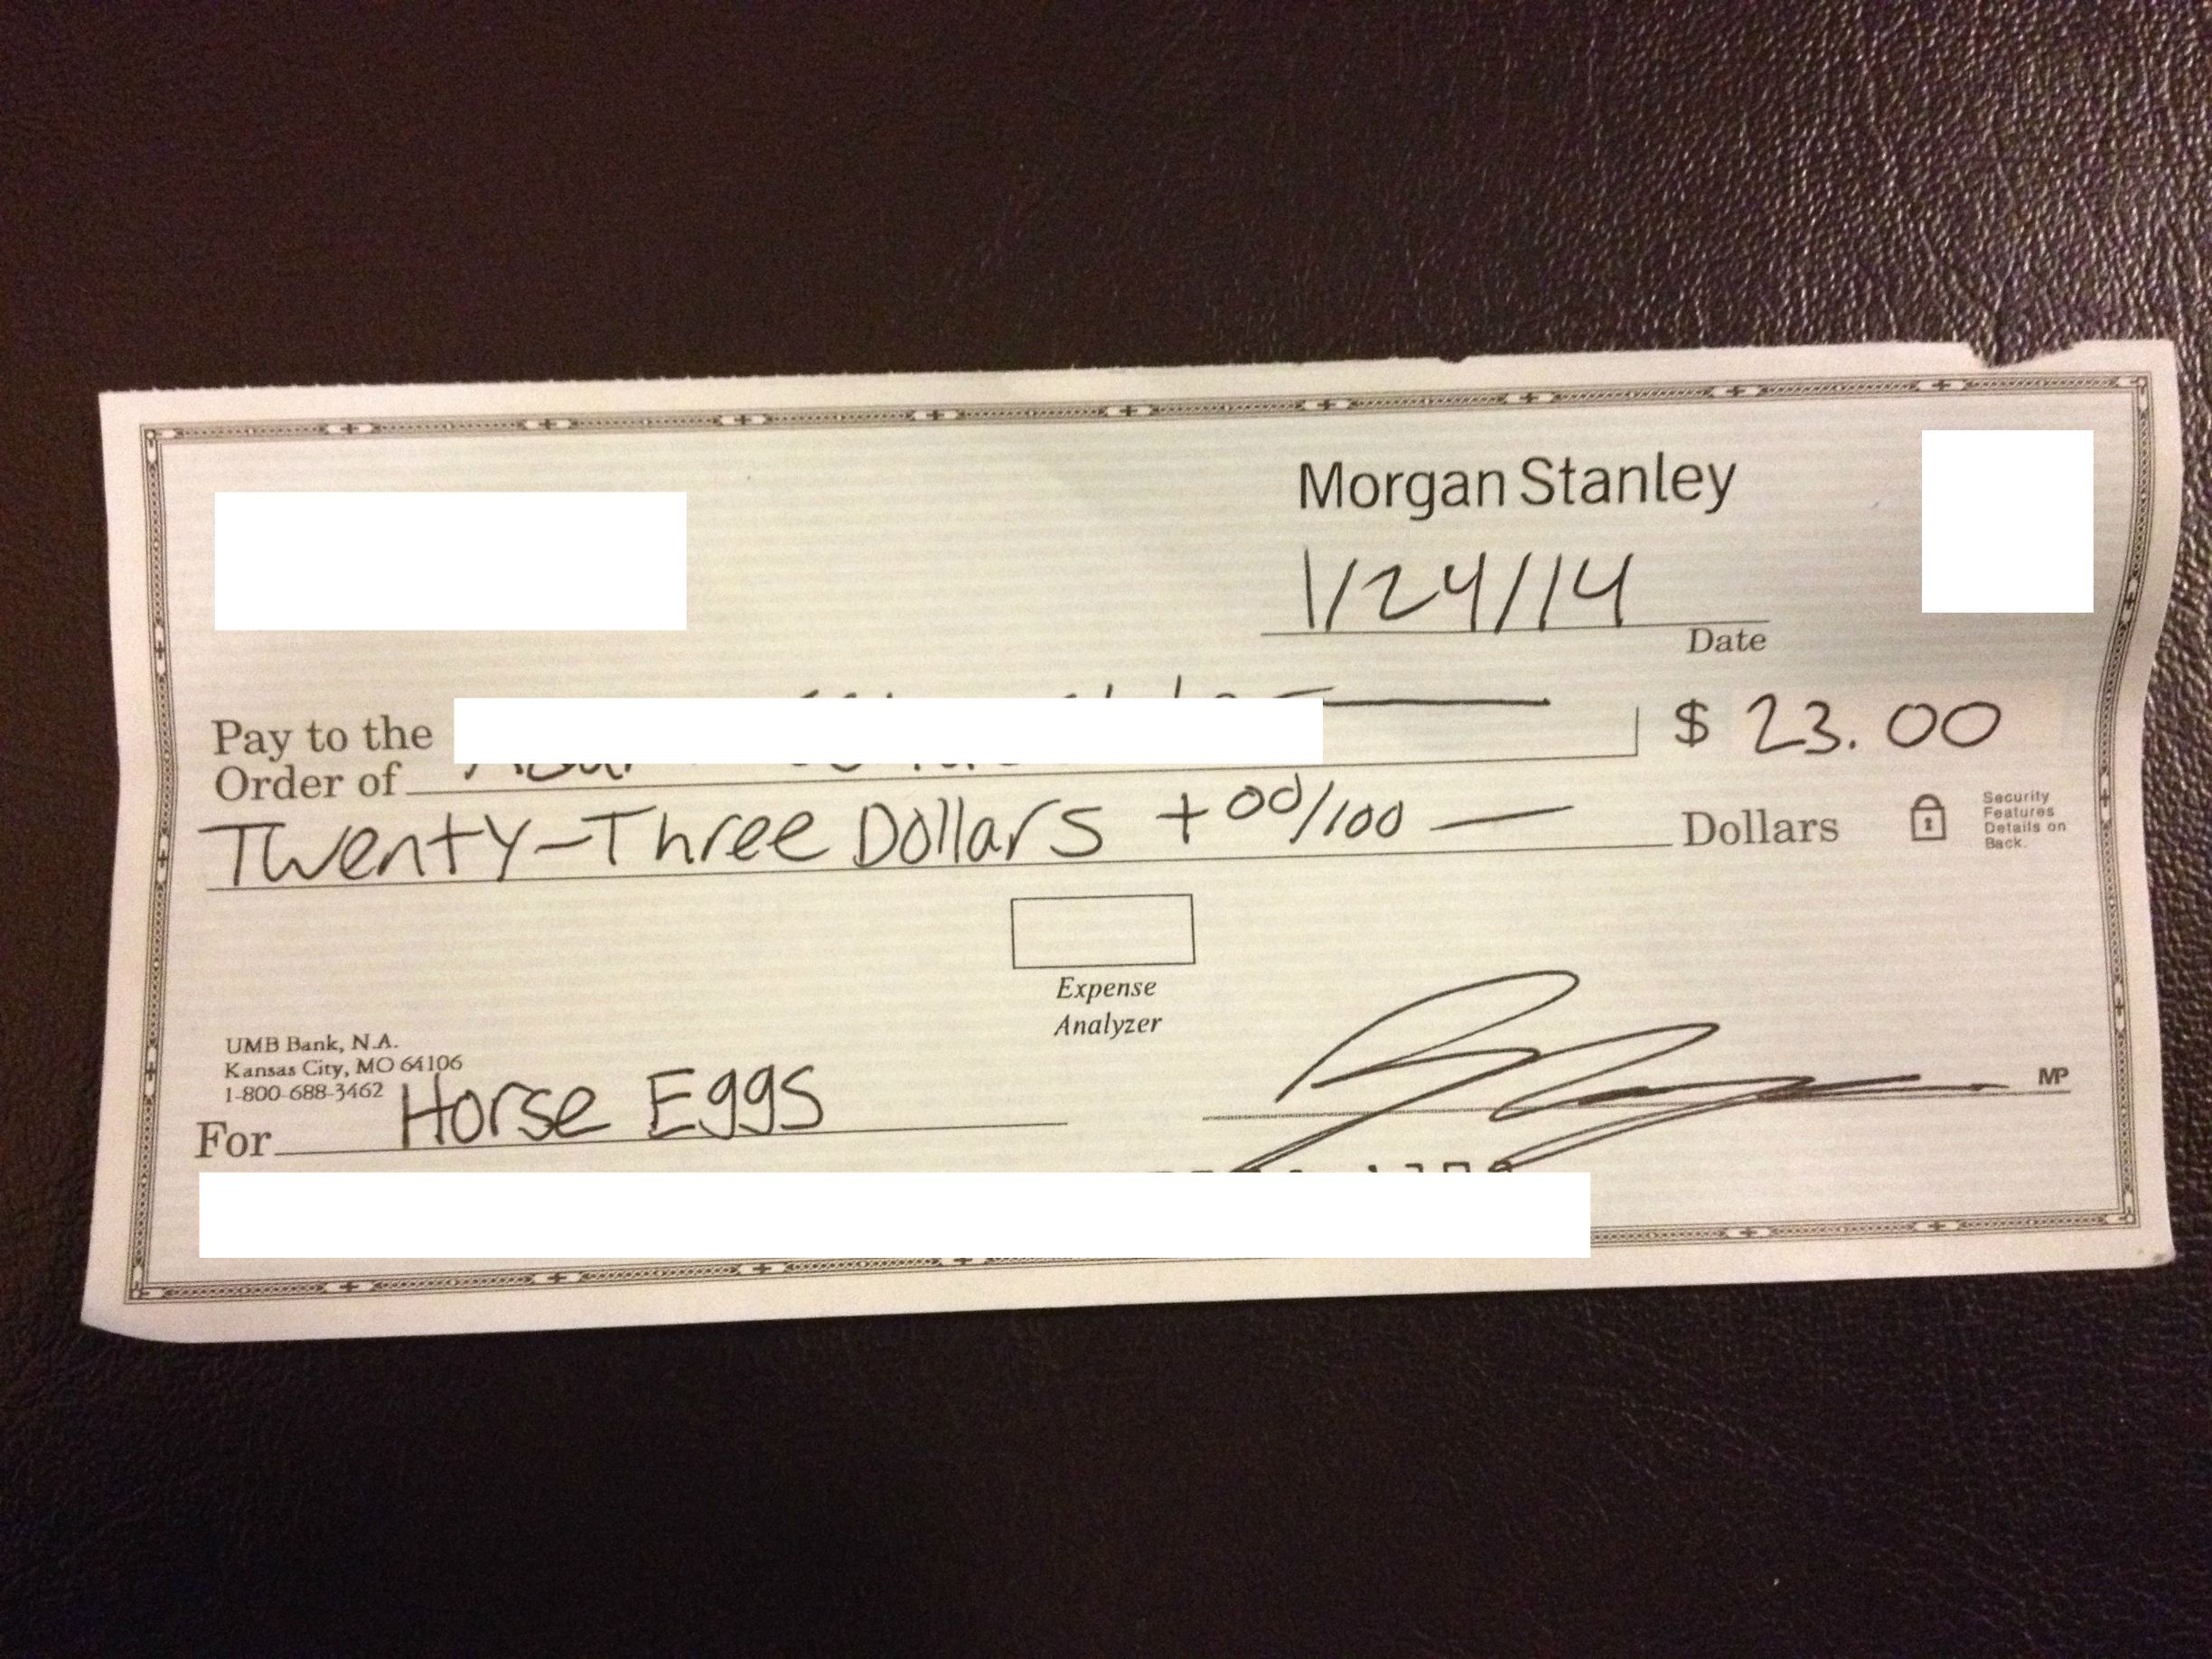 Morgan Stanley
1/24/14
Date
Pay to the
Order of
$ 23.00
Twenty-Three Dollars + 00/100 — Dollars
Security
Features
Details on
Back.
Expense
Analyzer
UMB Bank, N.A.
Kansas City, MO 64106
1-800-688-3462
For Horse Eggs
MP